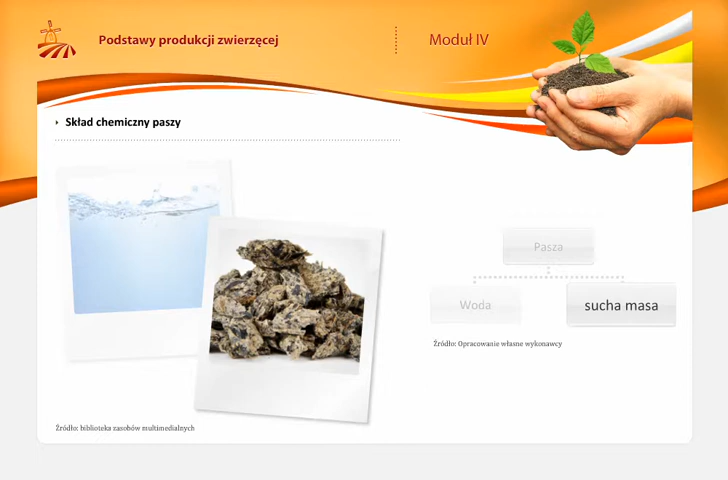 Podstawy produkcji zwierzęcej
Moduł IV
Skład chemiczny paszy
Pasza
Woda
sucha masa
Źródło: Opracowanie własne wykonawcy
Źródło: biblioteka zasobów multimedialnych